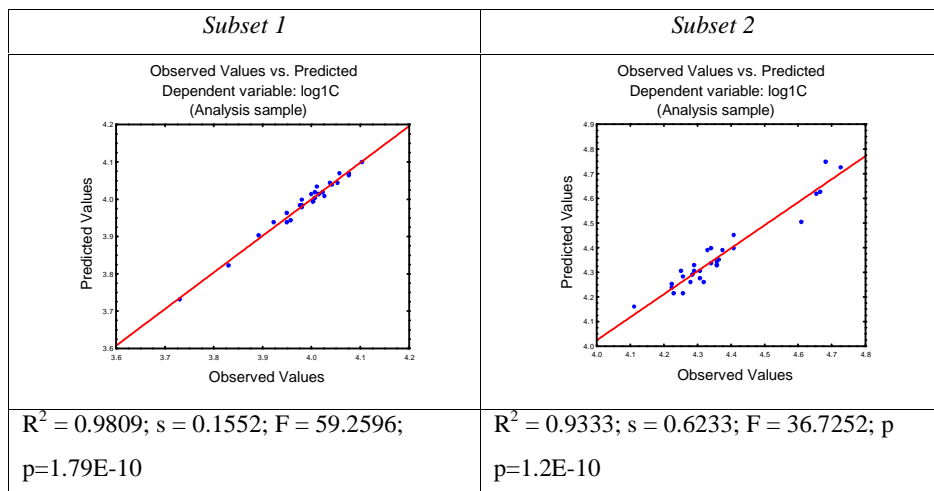 Subset 1
Subset 2
Observed Values vs. Predicted
Dependent variable: log1C
(Analysis sample)
4.2
4.1
4.0
3.9
3.8
3.7
3.6
Predicted Values
3.6 3.7 3.8 3.9 4.0 4.1 4.2
Observed Values
Observed Values vs. Predicted
Dependent variable: log1C
(Analysis sample)
4.9
4.8
4.7
4.6
4.5
4.4
4.3
4.2
4.1
4.0
Predicted Values
4.0 4.1 4.2 4.3 4.4 4.5 4.6 4.7 4.8
Observed Values
R² = 0.9809; s = 0.1552; F = 59.2596;
p=1.79E-10
R² = 0.9333; s = 0.6233; F = 36.7252; p
p=1.2E-10